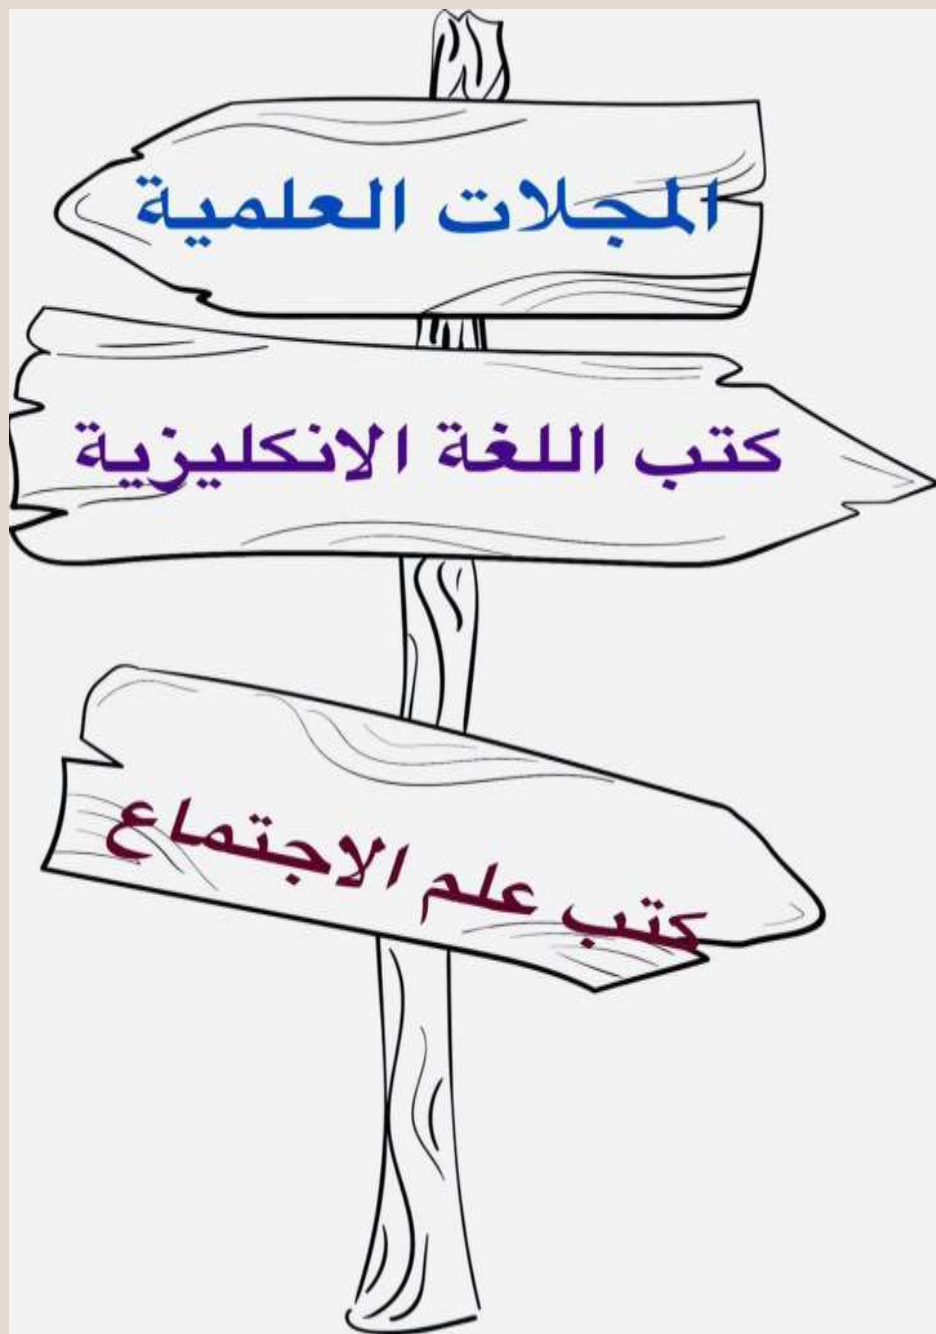 المجلات العلمية
كتب اللغة الانكليزية
كتب علم الاجتماع